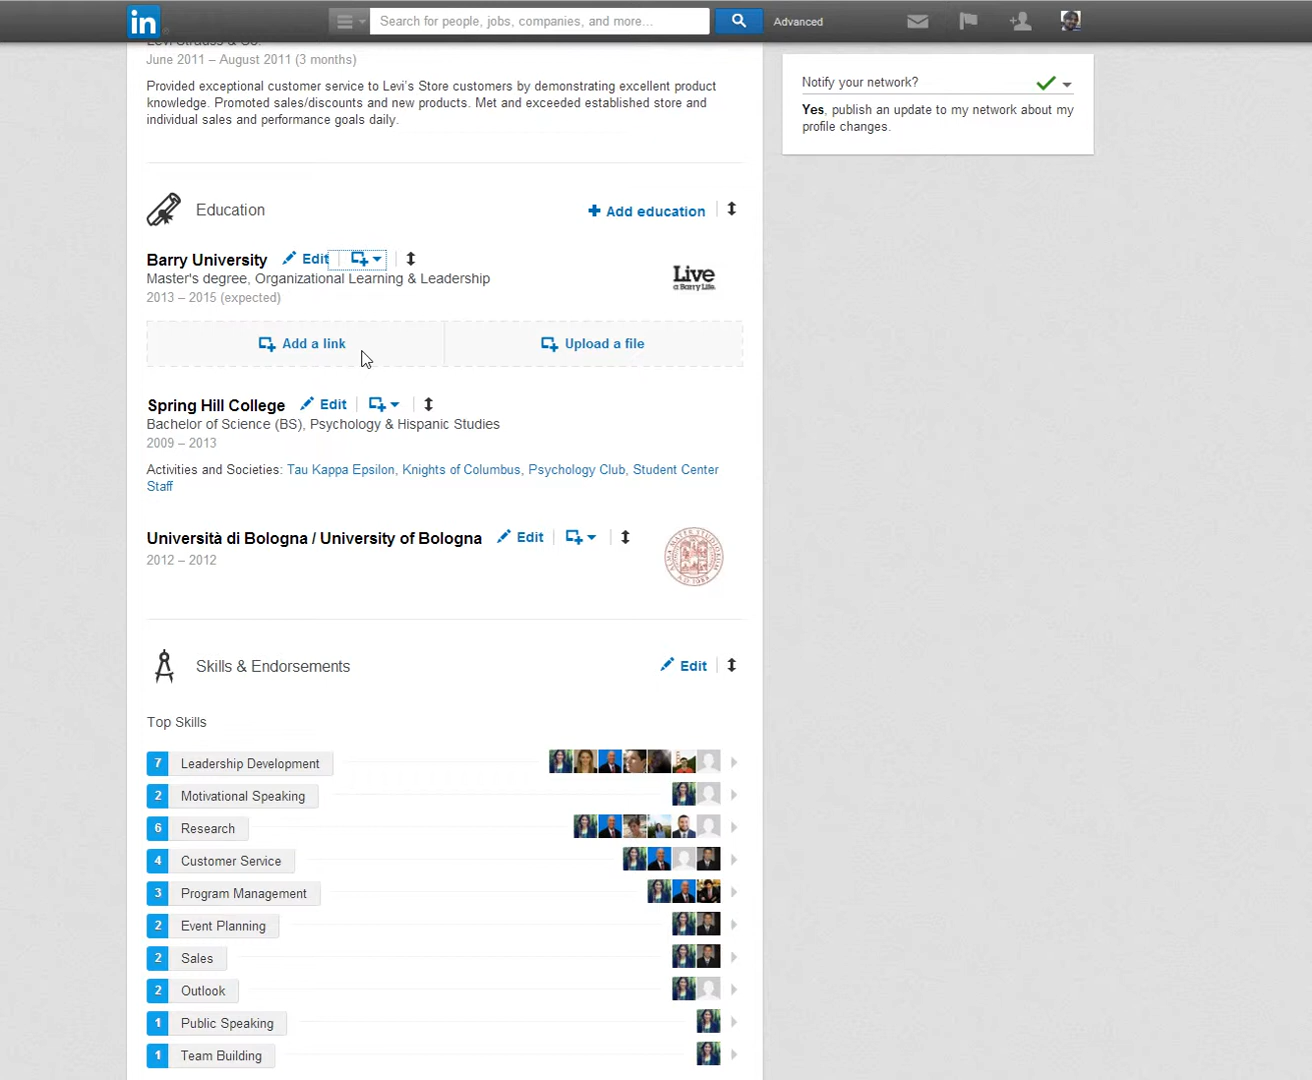 in
Search for people, jobs, companies, and more...
Advanced
Levi Strauss & Co.
June 2011 – August 2011 (3 months)
Provided exceptional customer service to Levi's Store customers by demonstrating excellent product
knowledge. Promoted sales/discounts and new products. Met and exceeded established store and
individual sales and performance goals daily.
Notify your network?
Yes, publish an update to my network about my
profile changes.
Education
Add education
Barry University Edit
Master's degree, Organizational Learning & Leadership
2013 – 2015 (expected)
Live
a Barry Life.
Add a link
Upload a file
Spring Hill College Edit
Bachelor of Science (BS), Psychology & Hispanic Studies
2009 – 2013
Activities and Societies: Tau Kappa Epsilon, Knights of Columbus, Psychology Club, Student Center
Staff
Università di Bologna / University of Bologna Edit
2012 – 2012
Skills & Endorsements
Edit
Top Skills
7 Leadership Development
2 Motivational Speaking
6 Research
4 Customer Service
3 Program Management
2 Event Planning
2 Sales
2 Outlook
1 Public Speaking
1 Team Building